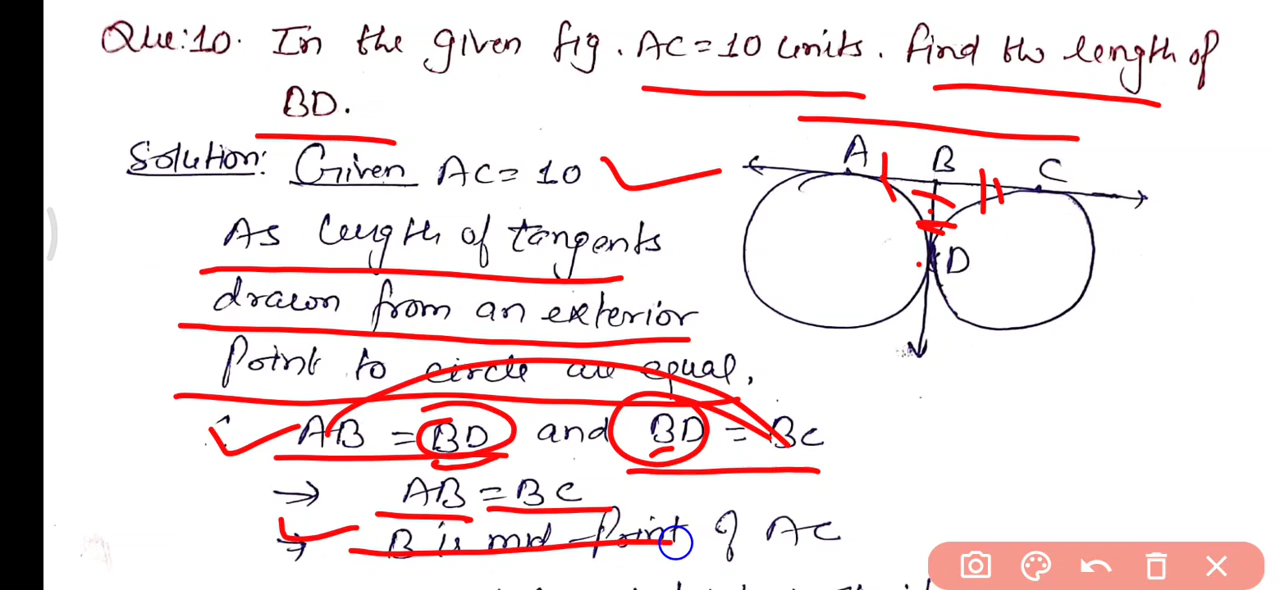 Que:10. In the given fig. AC=10 units. find the length of
BD.
Solution: Given AC= 10
As length of tangents
drawn from an exterior
Point to circle are equal.
∴ AB = BD and BD = BC
→ AB = BC
→ B is mid-Point of AC
A B C
D